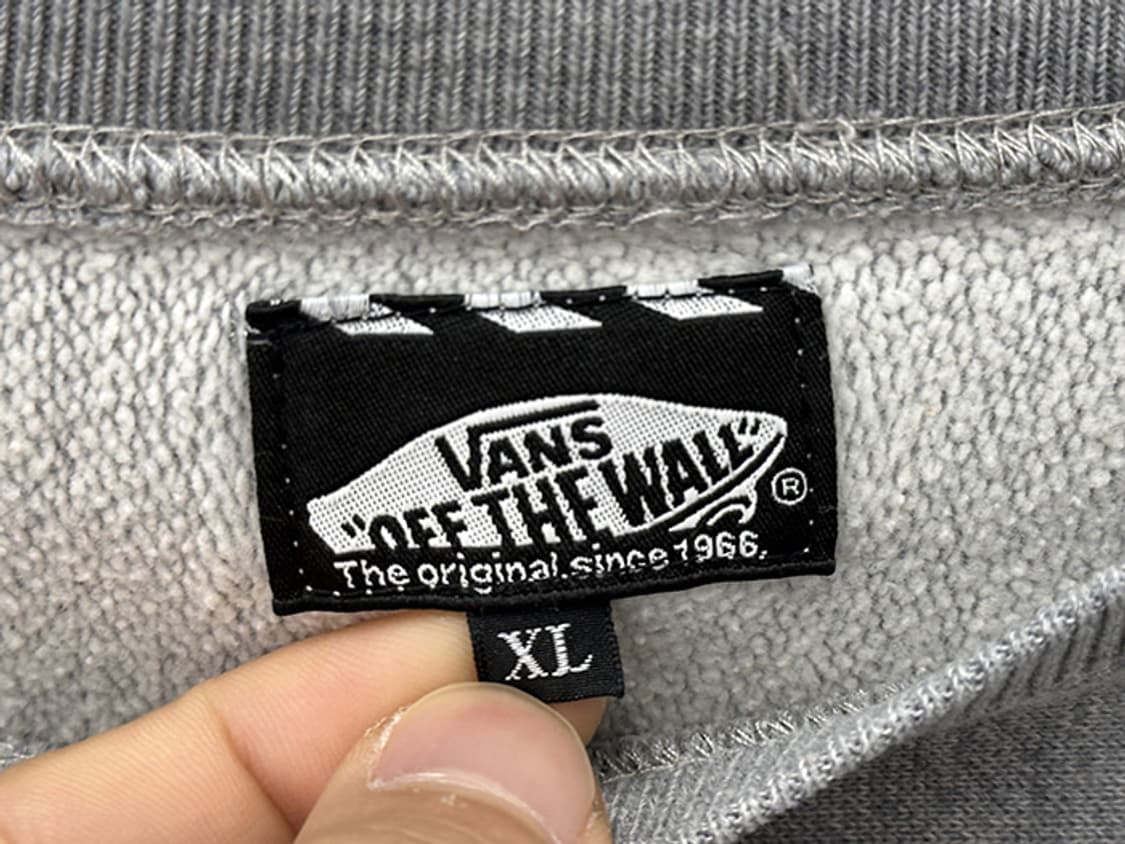 VANS
"OFF THE WALL"
®
The original.since 1966.
XL